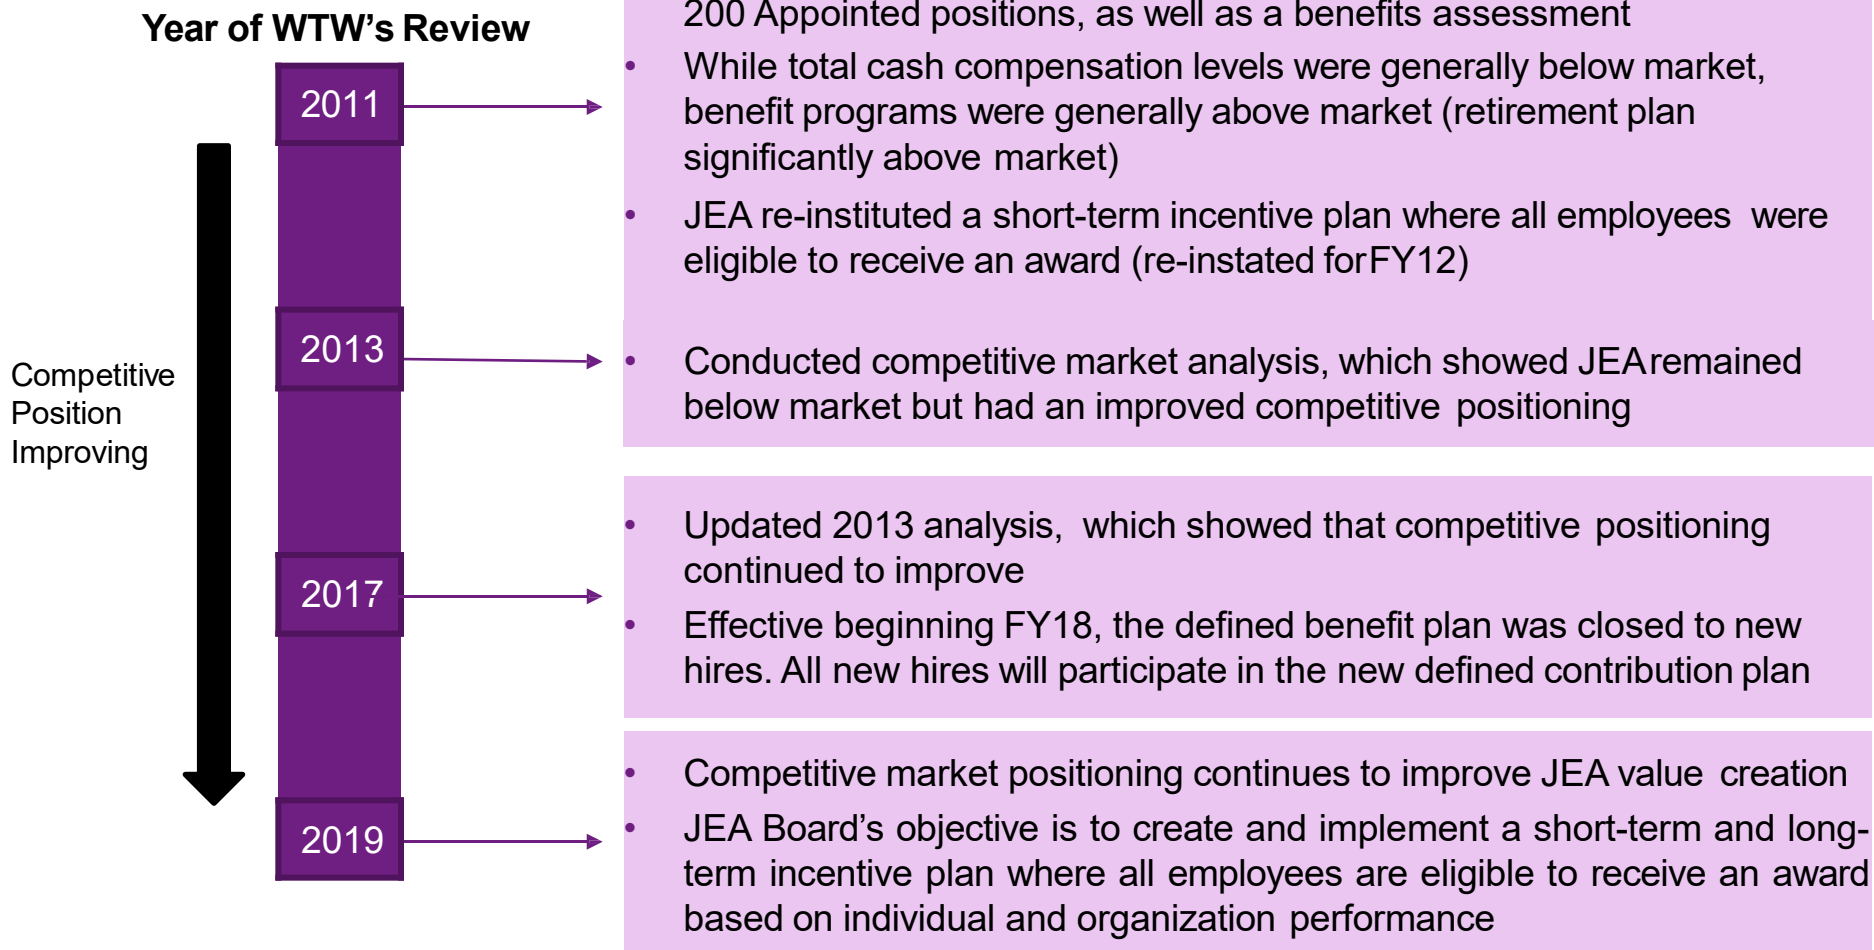 Year of WTW's Review
200 Appointed positions, as well as a benefits assessment
2011
• While total cash compensation levels were generally below market,
benefit programs were generally above market (retirement plan
significantly above market)
• JEA re-instituted a short-term incentive plan where all employees were
eligible to receive an award (re-instated forFY12)
Competitive
Position
Improving
2013
• Conducted competitive market analysis, which showed JEA remained
below market but had an improved competitive positioning
2017
• Updated 2013 analysis, which showed that competitive positioning
continued to improve
• Effective beginning FY18, the defined benefit plan was closed to new
hires. All new hires will participate in the new defined contribution plan
2019
• Competitive market positioning continues to improve JEA value creation
• JEA Board's objective is to create and implement a short-term and long-
term incentive plan where all employees are eligible to receive an award
based on individual and organization performance